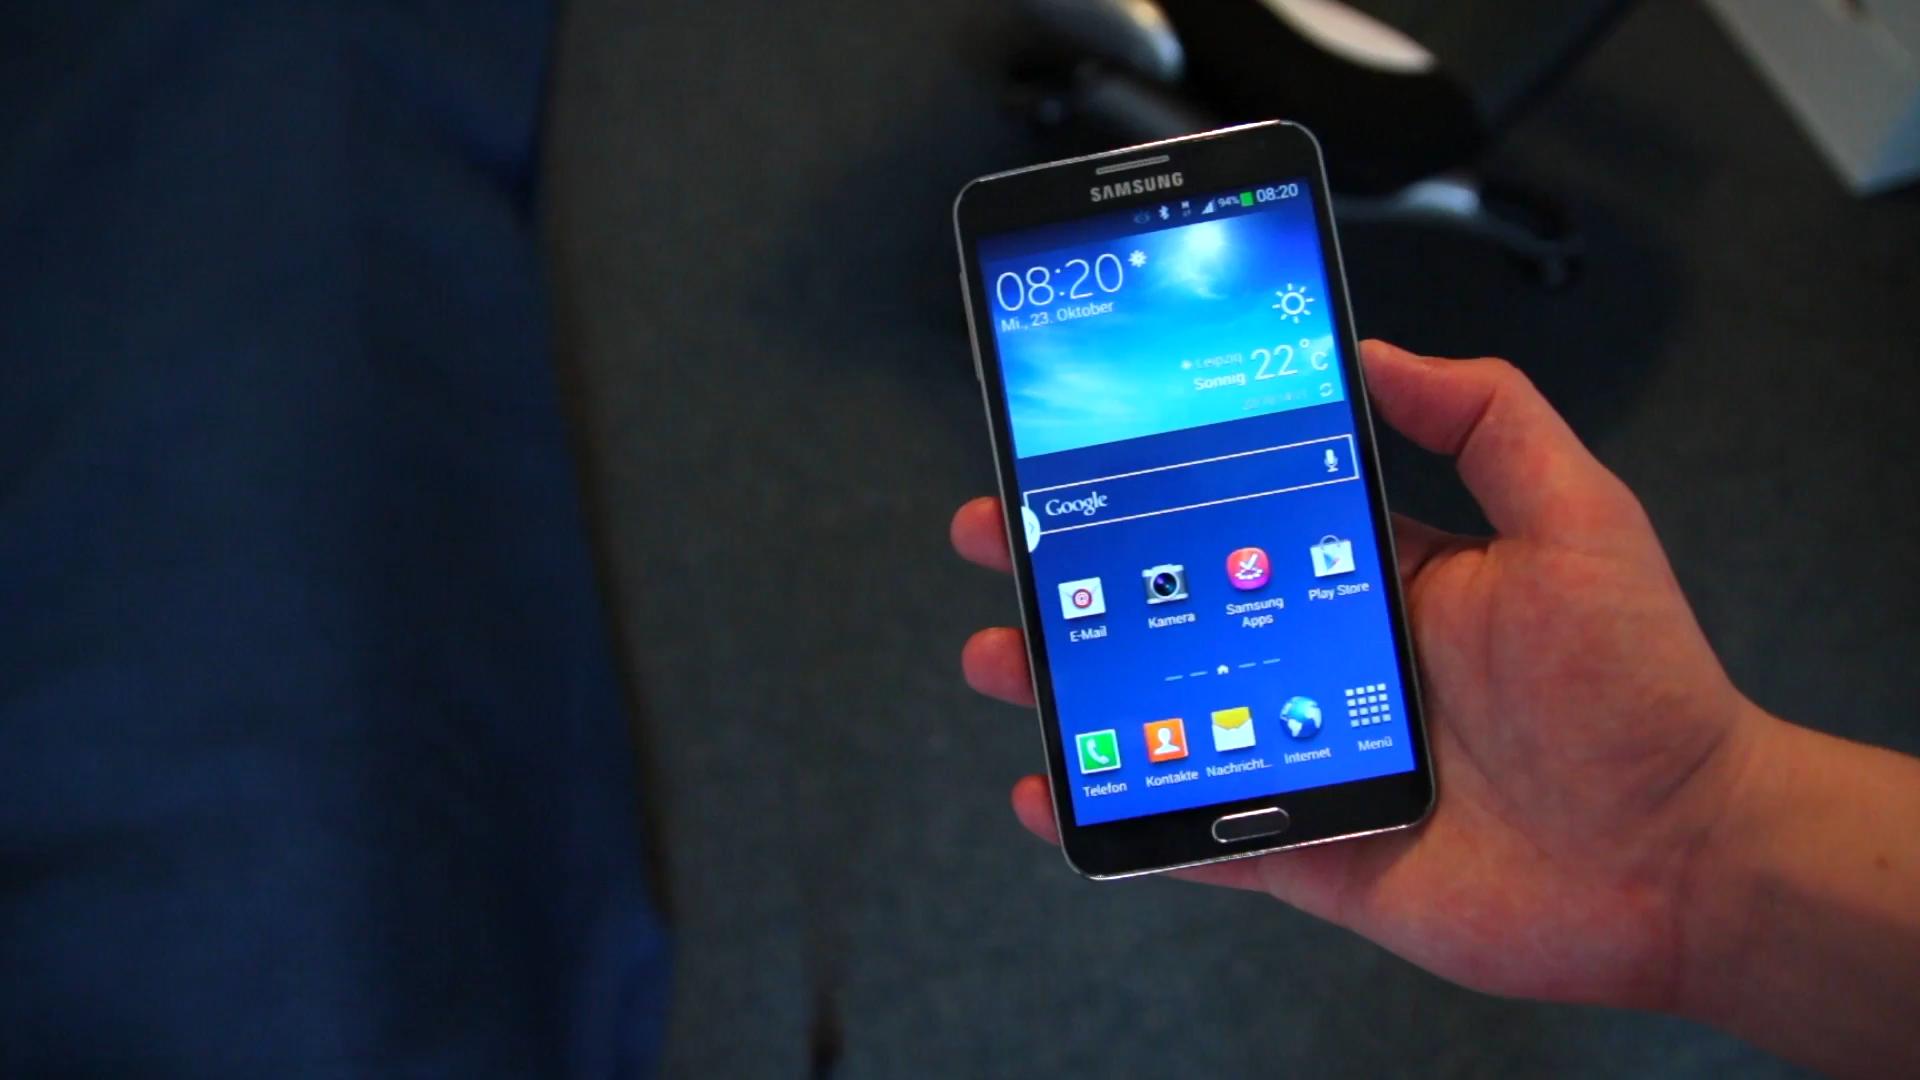 SAMSUNG
94% 08:20
08:20
Mi., 23. Oktober
Leipzig
Sonnig
22°C
Google
E-Mail
Kamera
Samsung
Apps
Play Store
Telefon
Kontakte
Nachricht...
Internet
Menü